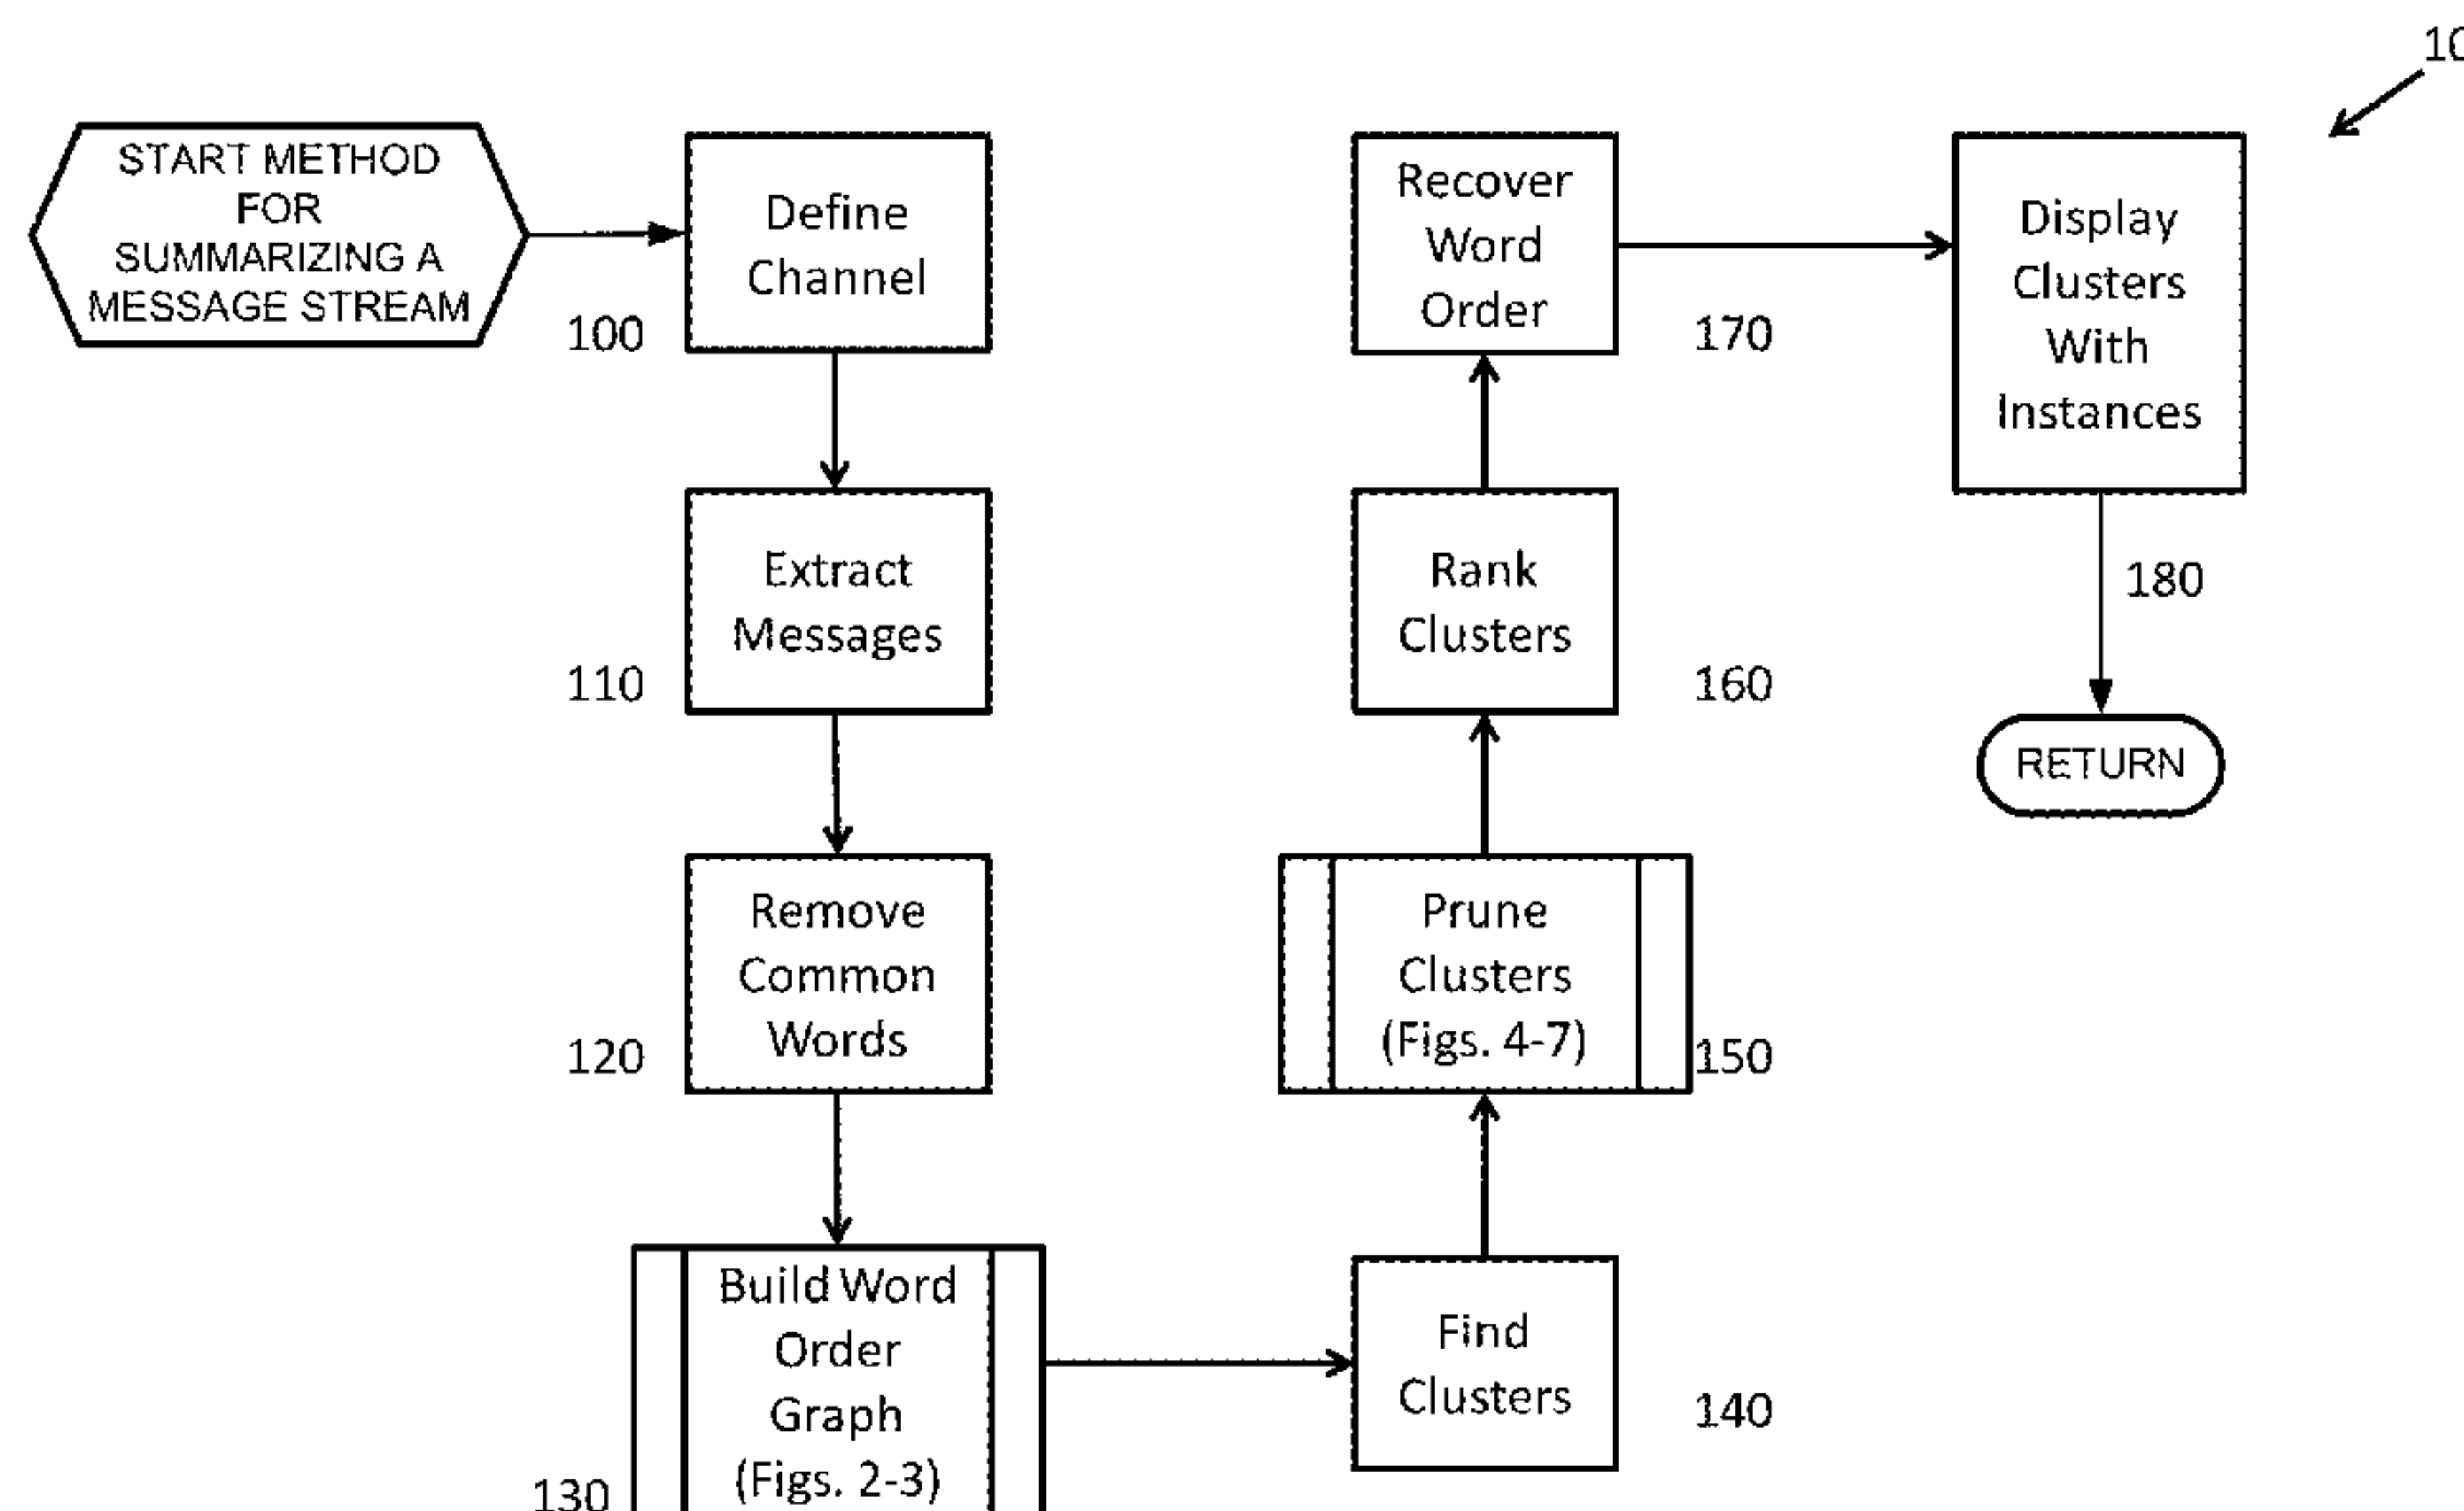 10
START METHOD
FOR
SUMMARIZING A
MESSAGE STREAM
100
Define
Channel
110
Extract
Messages
120
Remove
Common
Words
130
Build Word
Order
Graph
(Figs. 2-3)
Find
Clusters
140
Prune
Clusters
(Figs. 4-7)
150
Rank
Clusters
160
Recover
Word
Order
170
Display
Clusters
With
Instances
180
RETURN